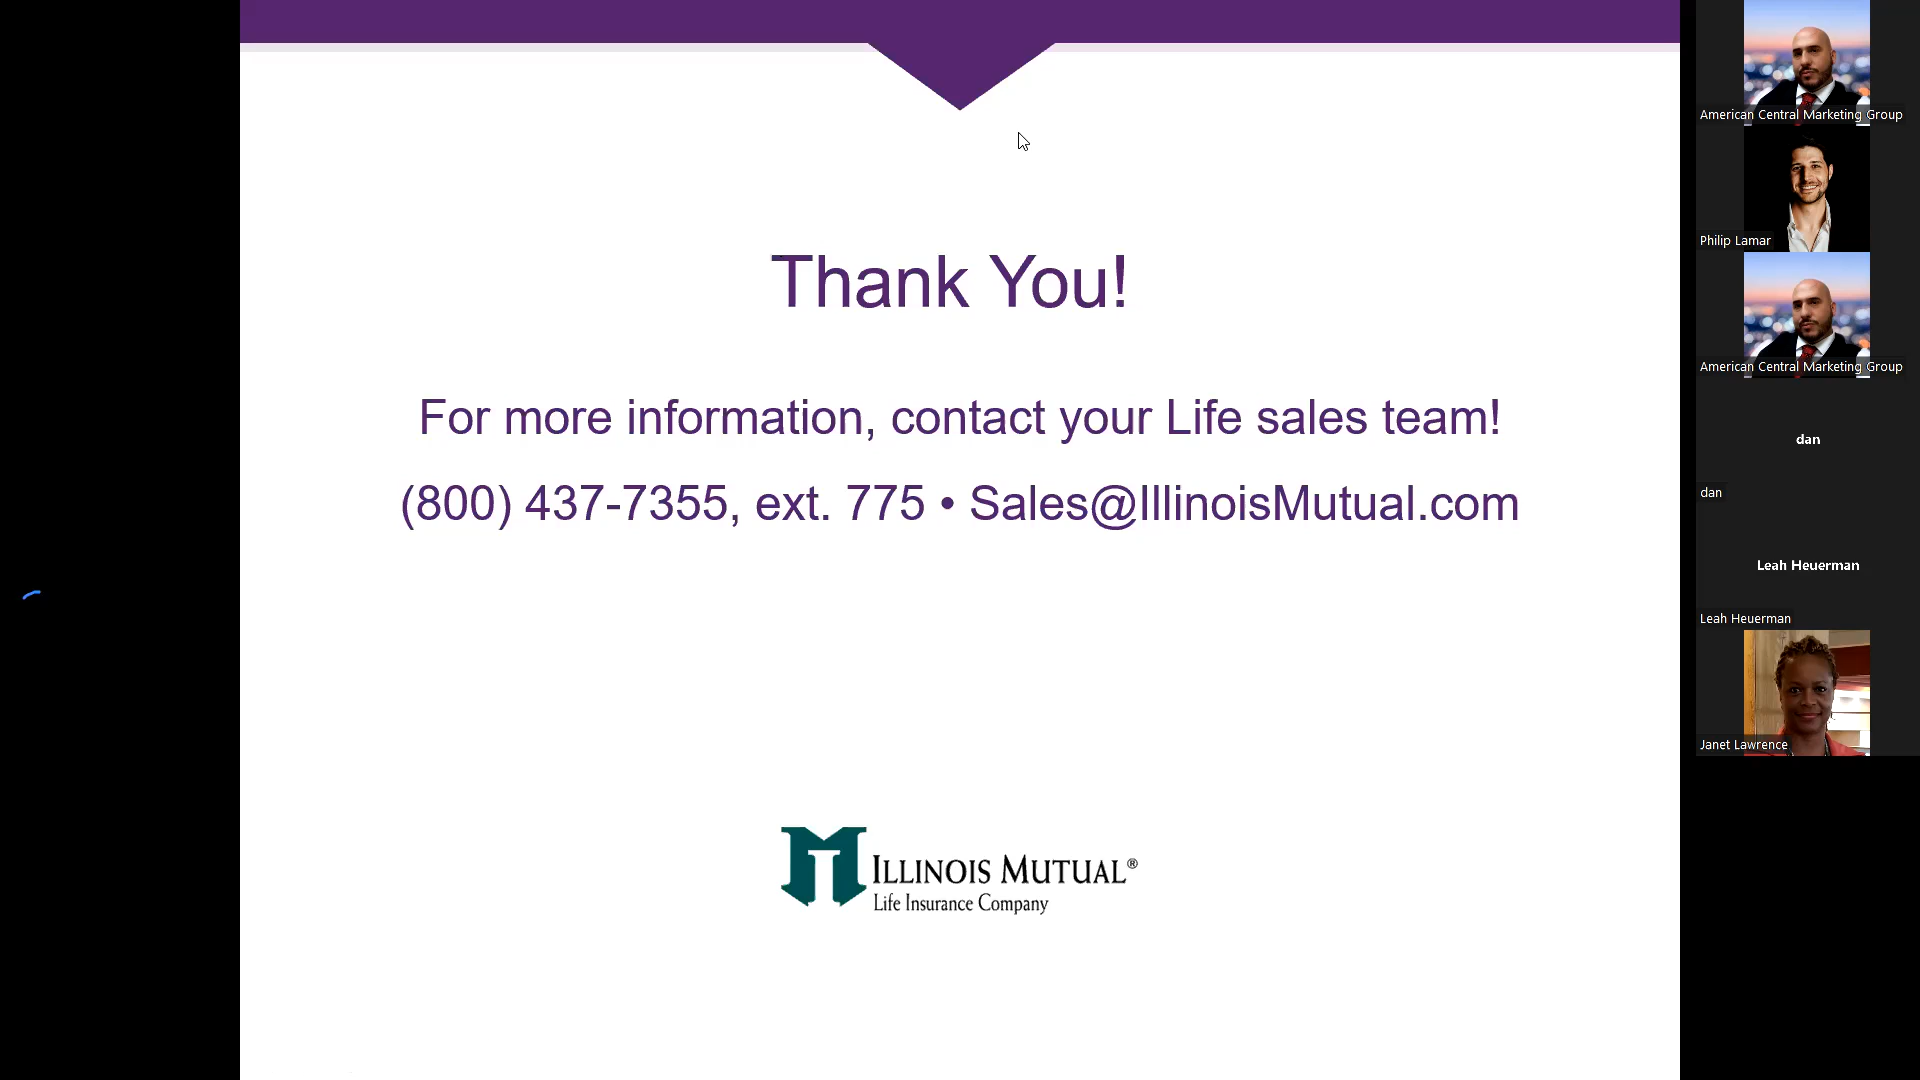 Thank You!
For more information, contact your Life sales team!
(800) 437-7355, ext. 775 • Sales@IllinoisMutual.com
ILLINOIS MUTUAL®
Life Insurance Company
American Central Marketing Group
Philip Lamar
American Central Marketing Group
dan
dan
Leah Heuerman
Leah Heuerman
Janet Lawrence